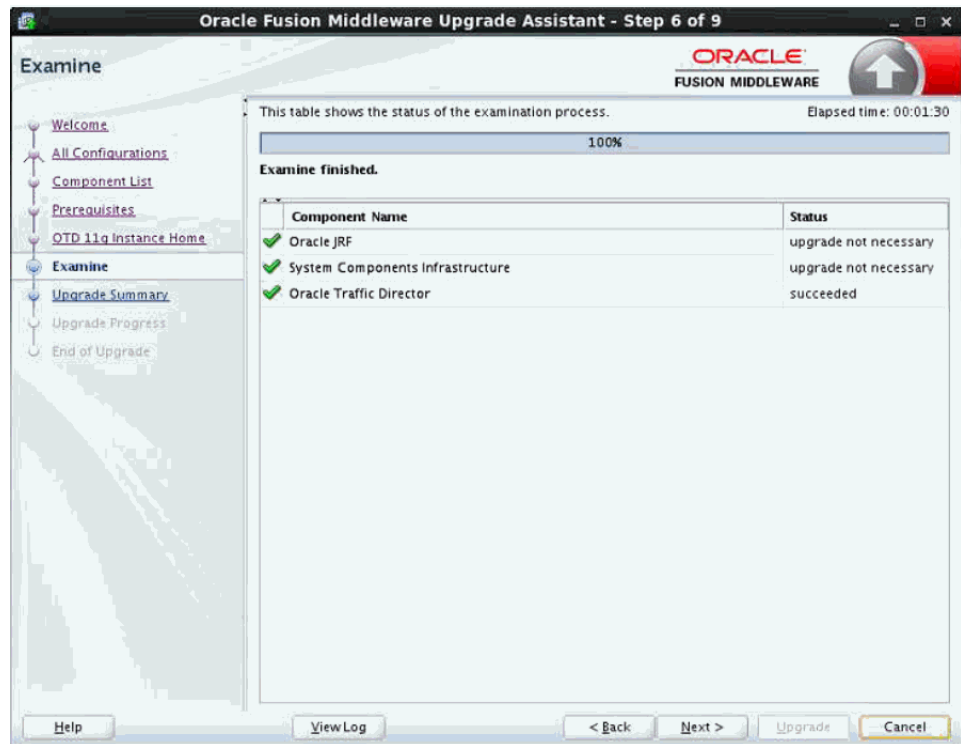 Oracle Fusion Middleware Upgrade Assistant - Step 6 of 9
Examine
ORACLE
FUSION MIDDLEWARE
Welcome
All Configurations
Component List
Prerequisites
OTD 11g Instance Home
Examine
Upgrade Summary
Upgrade Progress
End of Upgrade
This table shows the status of the examination process. Elapsed time: 00:01:30
100%
Examine finished.
Component Name Status
Oracle JRF upgrade not necessary
System Components Infrastructure upgrade not necessary
Oracle Traffic Director succeeded
Help View Log < Back Next > Upgrade Cancel